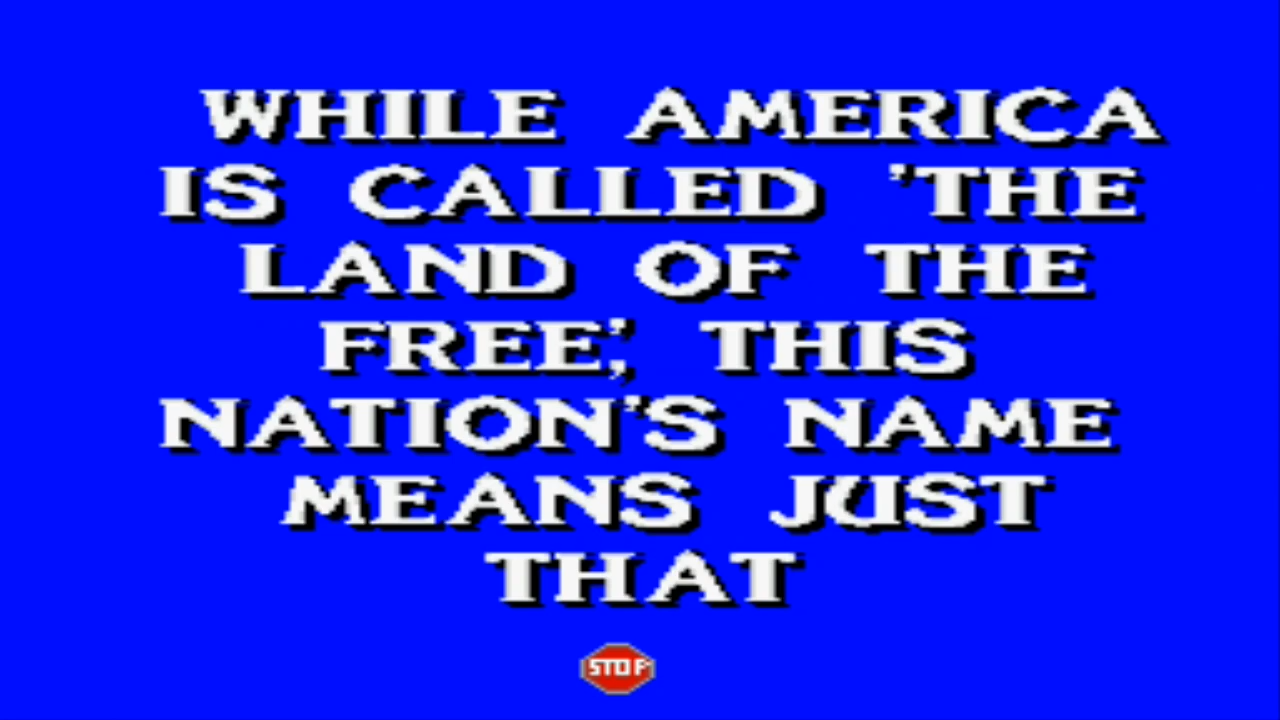 WHILE AMERICA
IS CALLED 'THE
LAND OF THE
FREE,' THIS
NATION'S NAME
MEANS JUST
THAT
STOP